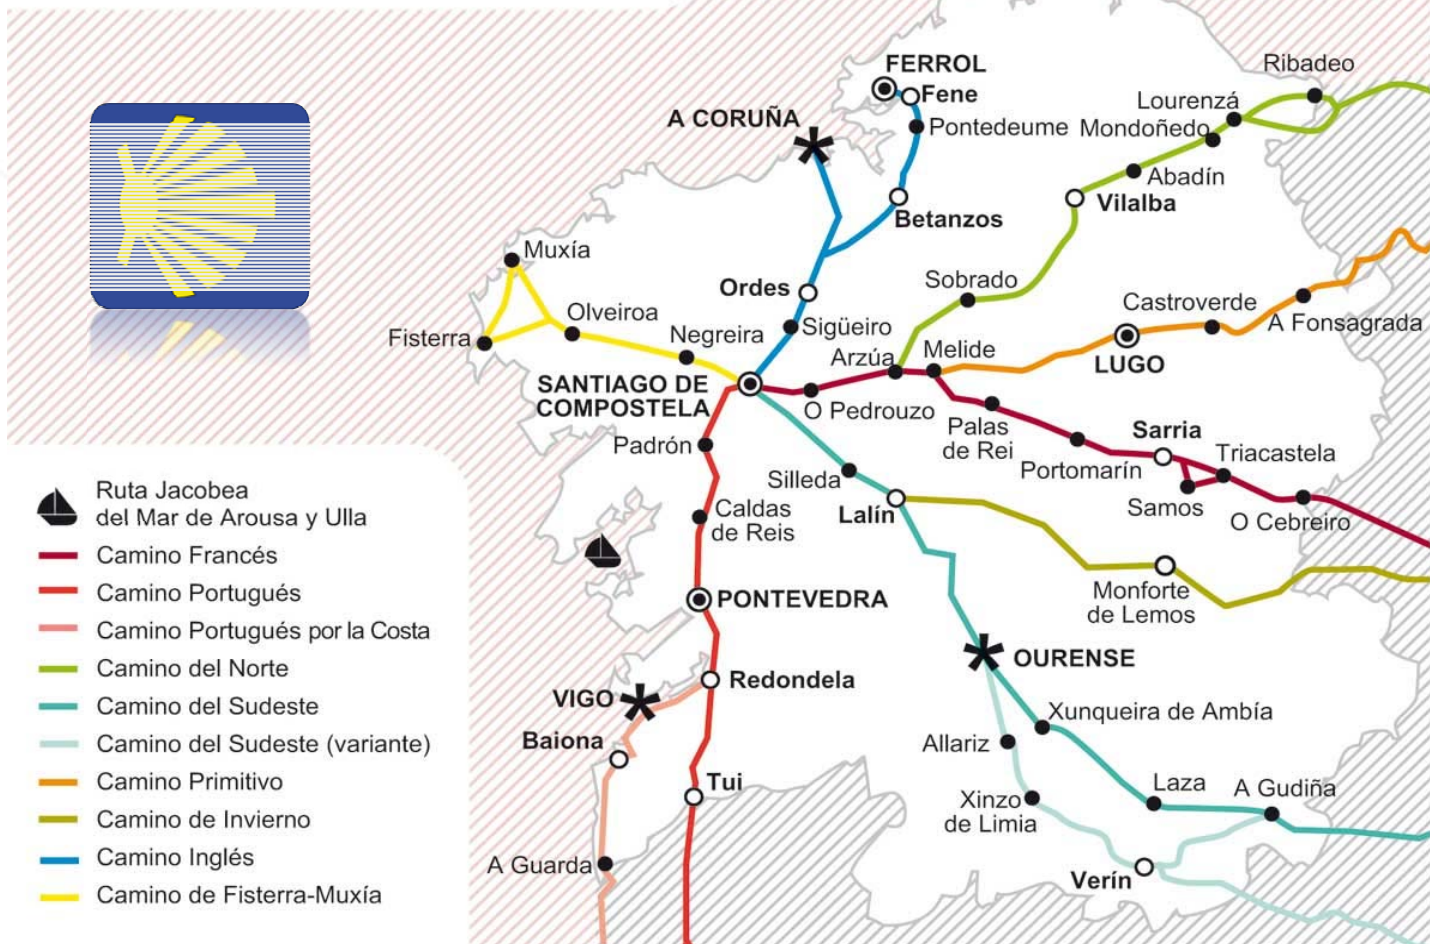 FERROL
Fene
Ribadeo
Lourenzá
A CORUÑA
Pontedeume
Mondoñedo
Abadín
Vilalba
Betanzos
Muxía
Sobrado
Ordes
Castroverde
Olveiroa
Sigüeiro
A Fonsagrada
Fisterra
Negreira
Arzúa
Melide
LUGO
SANTIAGO DE
COMPOSTELA
O Pedrouzo
Palas
de Rei
Sarria
Padrón
Portomarín
Triacastela
Silleda
Samos
O Cebreiro
Lalín
Caldas
de Reis
Monforte
de Lemos
PONTEVEDRA
OURENSE
Redondela
VIGO
Xunqueira de Ambía
Baiona
Allariz
Tui
Laza
A Gudiña
Xinzo
de Limia
A Guarda
Verín
Ruta Jacobea
del Mar de Arousa y Ulla
Camino Francés
Camino Portugués
Camino Portugués por la Costa
Camino del Norte
Camino del Sudeste
Camino del Sudeste (variante)
Camino Primitivo
Camino de Invierno
Camino Inglés
Camino de Fisterra-Muxía